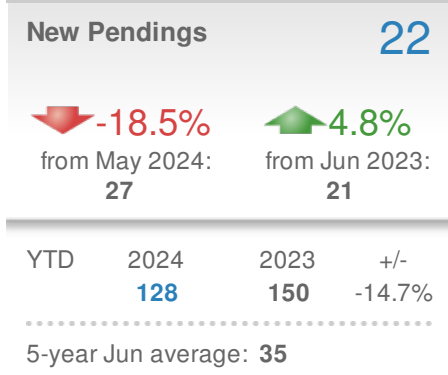 New Pendings 22
-18.5% 4.8%
from May 2024: from Jun 2023:
27 21
YTD 2024 2023 +/-
128 150 -14.7%
5-year Jun average: 35